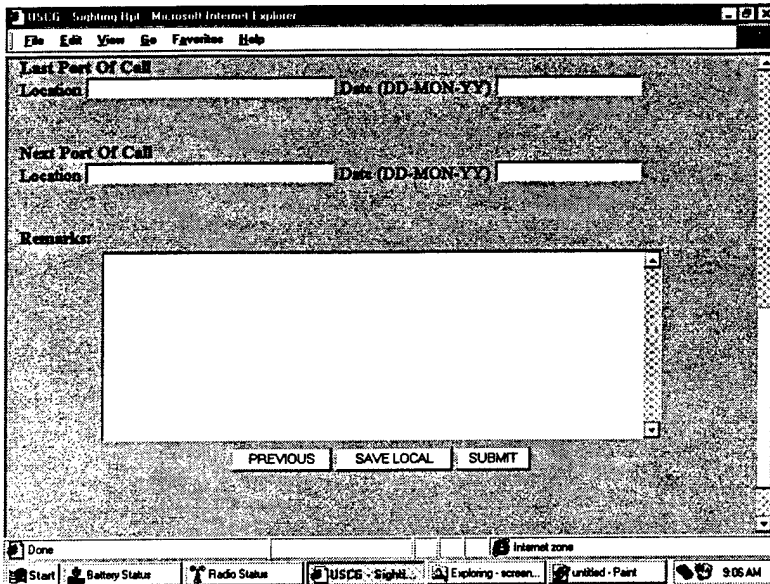 USCG - Sighting Rpt - Microsoft Internet Explorer
File Edit View Go Favorites Help
Last Port Of Call
Location Date (DD-MON-YY)
Next Port Of Call
Location Date (DD-MON-YY)
Remarks:
PREVIOUS SAVE LOCAL SUBMIT
Done Internet zone
Start Battery Status Radio Status USCG - Sighti... Exploring - screen... untitled - Paint 9:06 AM